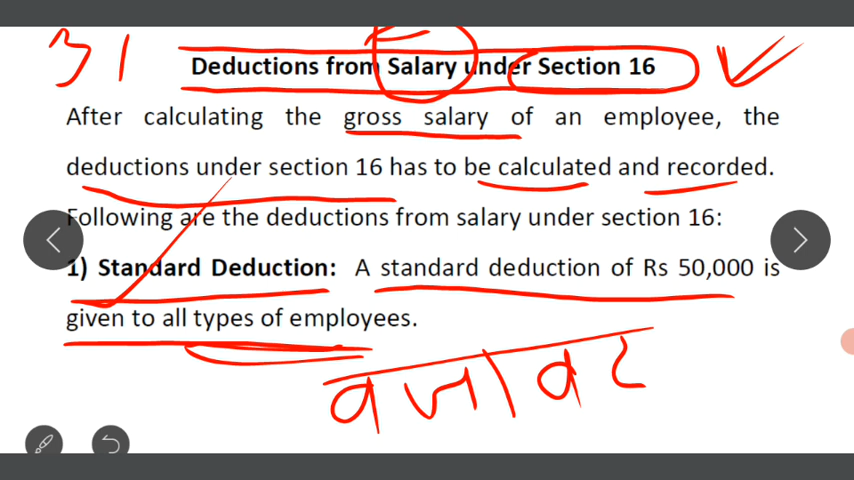 31
Deductions from Salary under Section 16
After calculating the gross salary of an employee, the
deductions under section 16 has to be calculated and recorded.
Following are the deductions from salary under section 16:
1) Standard Deduction: A standard deduction of Rs 50,000 is
given to all types of employees.